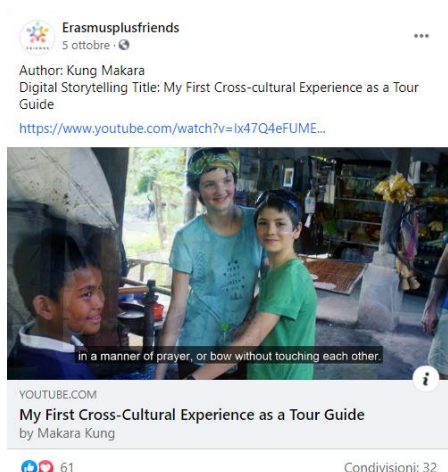 Erasmusplusfriends
5 ottobre ·
Author: Kung Makara
Digital Storytelling Title: My First Cross-cultural Experience as a Tour
Guide
https://www.youtube.com/watch?v=lx47Q4eFUME...
in a manner of prayer, or bow without touching each other.
YOUTUBE.COM
My First Cross-Cultural Experience as a Tour Guide
by Makara Kung
61
Condivisioni: 32